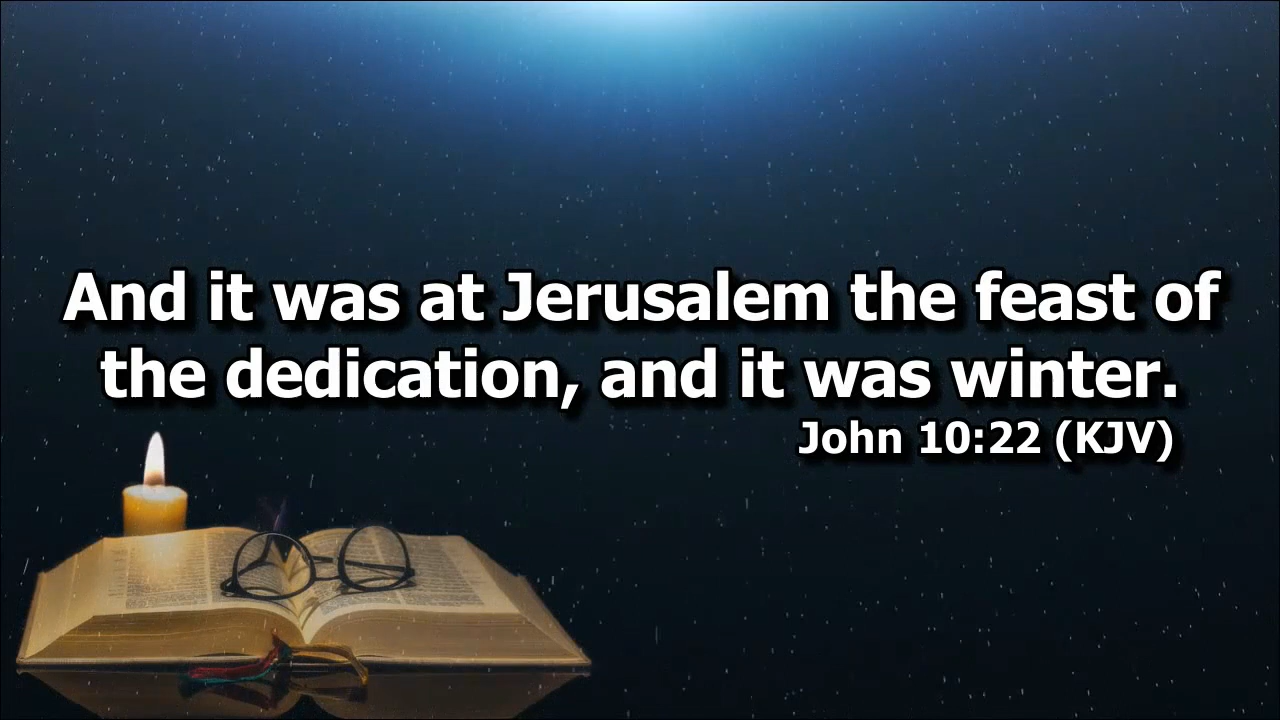 And it was at Jerusalem the feast of
the dedication, and it was winter.
John 10:22 (KJV)